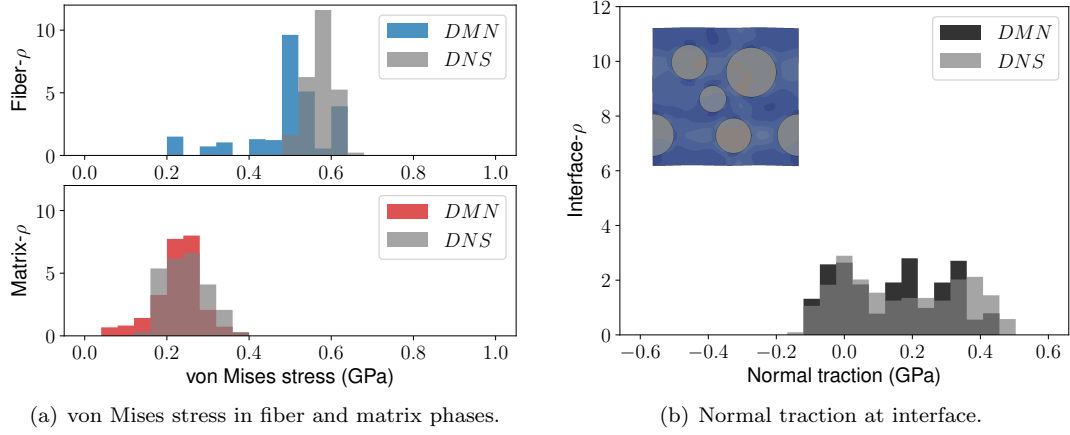 10
5
0
Fiber-ρ
DMN
DNS
0.0 0.2 0.4 0.6 0.8 1.0
10
5
0
Matrix-ρ
DMN
DNS
0.0 0.2 0.4 0.6 0.8 1.0
von Mises stress (GPa)
(a) von Mises stress in fiber and matrix phases.
12
10
8
6
4
2
0
Interface-ρ
DMN
DNS
−0.6 −0.4 −0.2 0.0 0.2 0.4 0.6
Normal traction (GPa)
(b) Normal traction at interface.